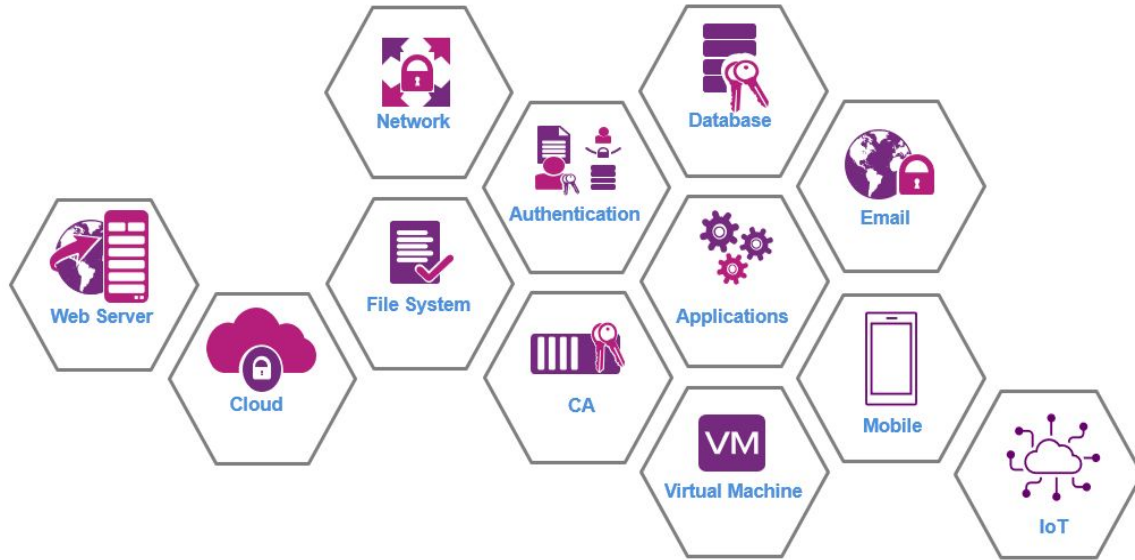 Network
Database
Authentication
Email
Web Server
File System
Applications
Cloud
CA
Mobile
VM
Virtual Machine
IoT